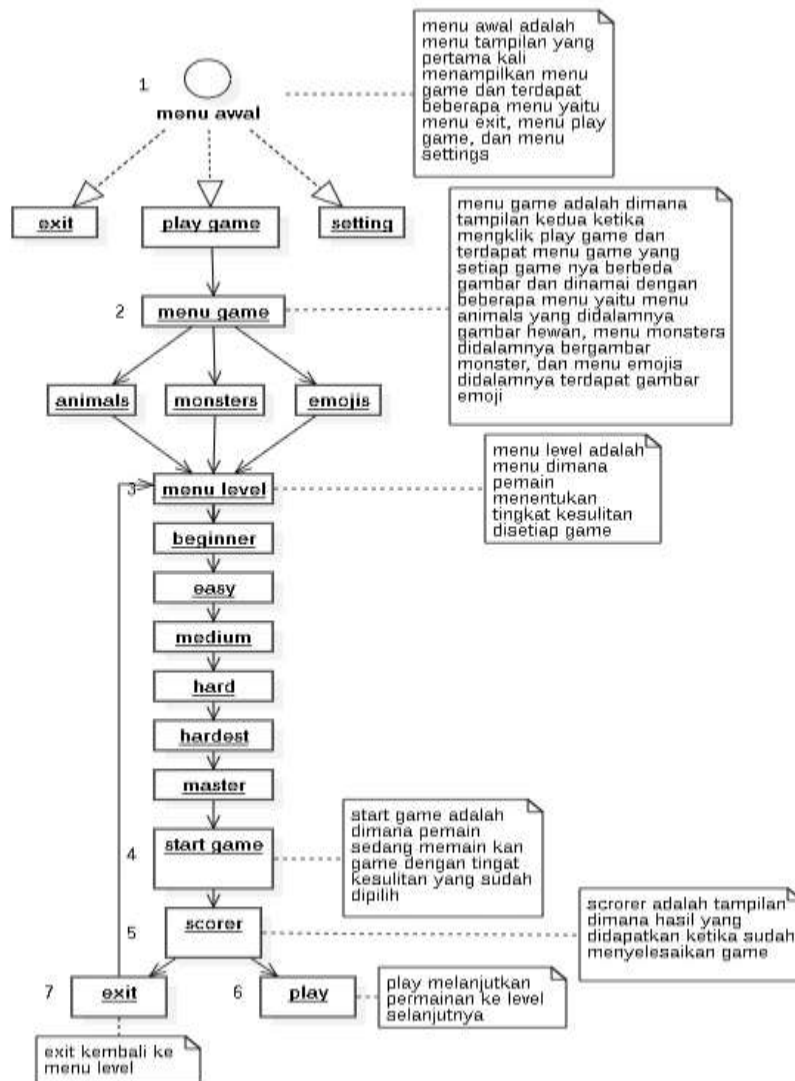 menu awal adalah
menu tampilan yang
pertama kali
menampilkan menu
game dan terdapat
beberapa menu yaitu
menu exit, menu play
game, dan menu
settings
1
menu awal
exit
play game
setting
menu game adalah dimana
tampilan kedua ketika
mengklik play game dan
terdapat menu game yang
setiap game nya berbeda
gambar dan dinamai dengan
beberapa menu yaitu menu
animals yang didalamnya
gambar hewan, menu monsters
didalamnya bergambar
monster, dan menu emojis
didalamnya terdapat gambar
emoji
2
menu game
animals
monsters
emojis
3
menu level
menu level adalah
menu dimana
pemain
menentukan
tingkat kesulitan
disetiap game
beginner
easy
medium
hard
hardest
master
4
start game
start game adalah
dimana pemain
sedang memain kan
game dengan tingat
kesulitan yang sudah
dipilih
5
scorer
scrorer adalah tampilan
dimana hasil yang
didapatkan ketika sudah
menyelesaikan game
7
exit
6
play
play melanjutkan
permainan ke level
selanjutnya
exit kembali ke
menu level